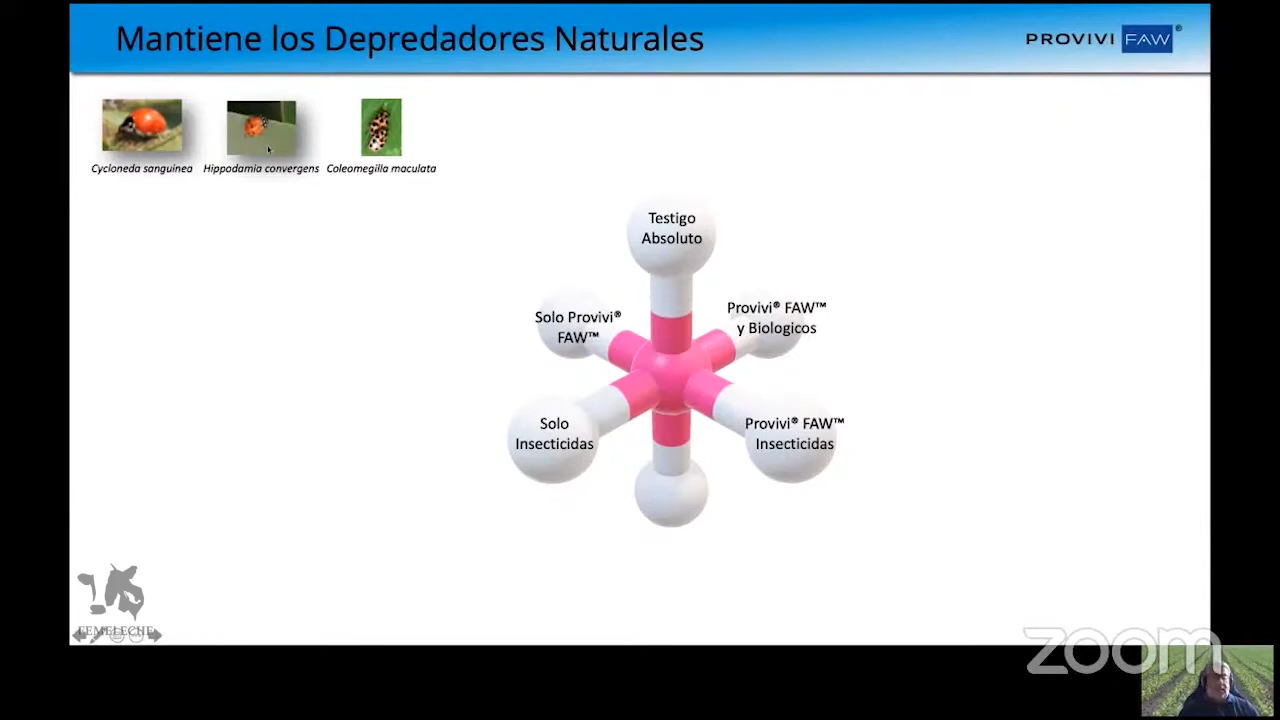 Mantiene los Depredadores Naturales
PROVIVI FAW®
Cycloneda sanguinea
Hippodamia convergens
Coleomegilla maculata
Testigo
Absoluto
Solo Provivi®
FAW™
Provivi® FAW™
y Biologicos
Solo
Insecticidas
Provivi® FAW™
Insecticidas
FEMELECHE
zoom